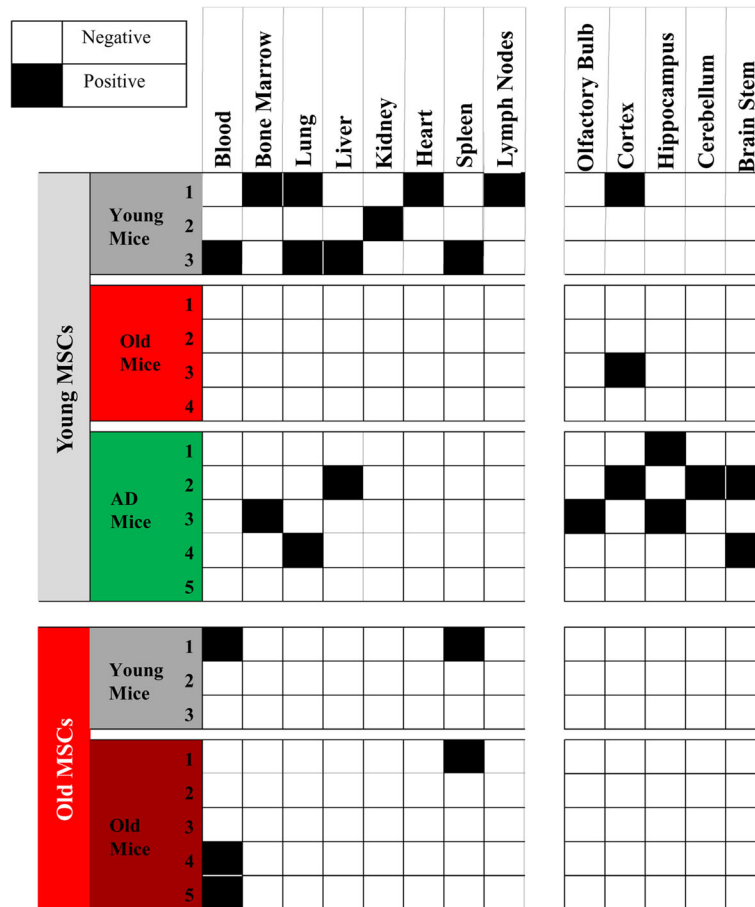 Negative
Positive
Blood
Bone Marrow
Lung
Liver
Kidney
Heart
Spleen
Lymph Nodes
Olfactory Bulb
Cortex
Hippocampus
Cerebellum
Brain Stem
Young MSCs
Young
Mice
1
2
3
Old
Mice
1
2
3
4
AD
Mice
1
2
3
4
5
Old MSCs
Young
Mice
1
2
3
Old
Mice
1
2
3
4
5